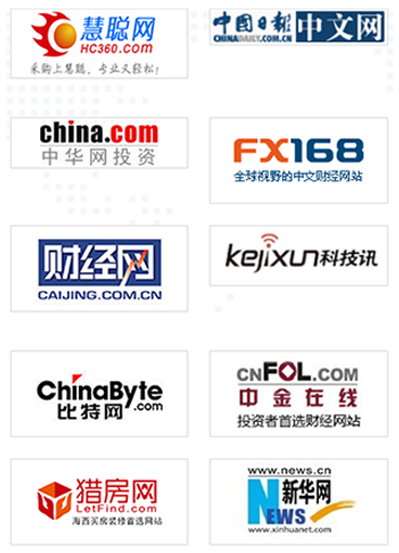 慧聪网
HC360.com
采购上慧聪，专业又轻松！
中国日报
CHINADAILY.COM.CN
中文网
china.com
中华网投资
FX168
全球视野的中文财经网站
财经网
CAIJING.COM.CN
kejixun科技讯
ChinaByte
.com
比特网
CNFOL.COM
中金在线
投资者首选财经网站
猎房网
LetFind.com
海西买房装修首选网站
www.news.cn
新华网
NEWS
www.xinhuanet.com